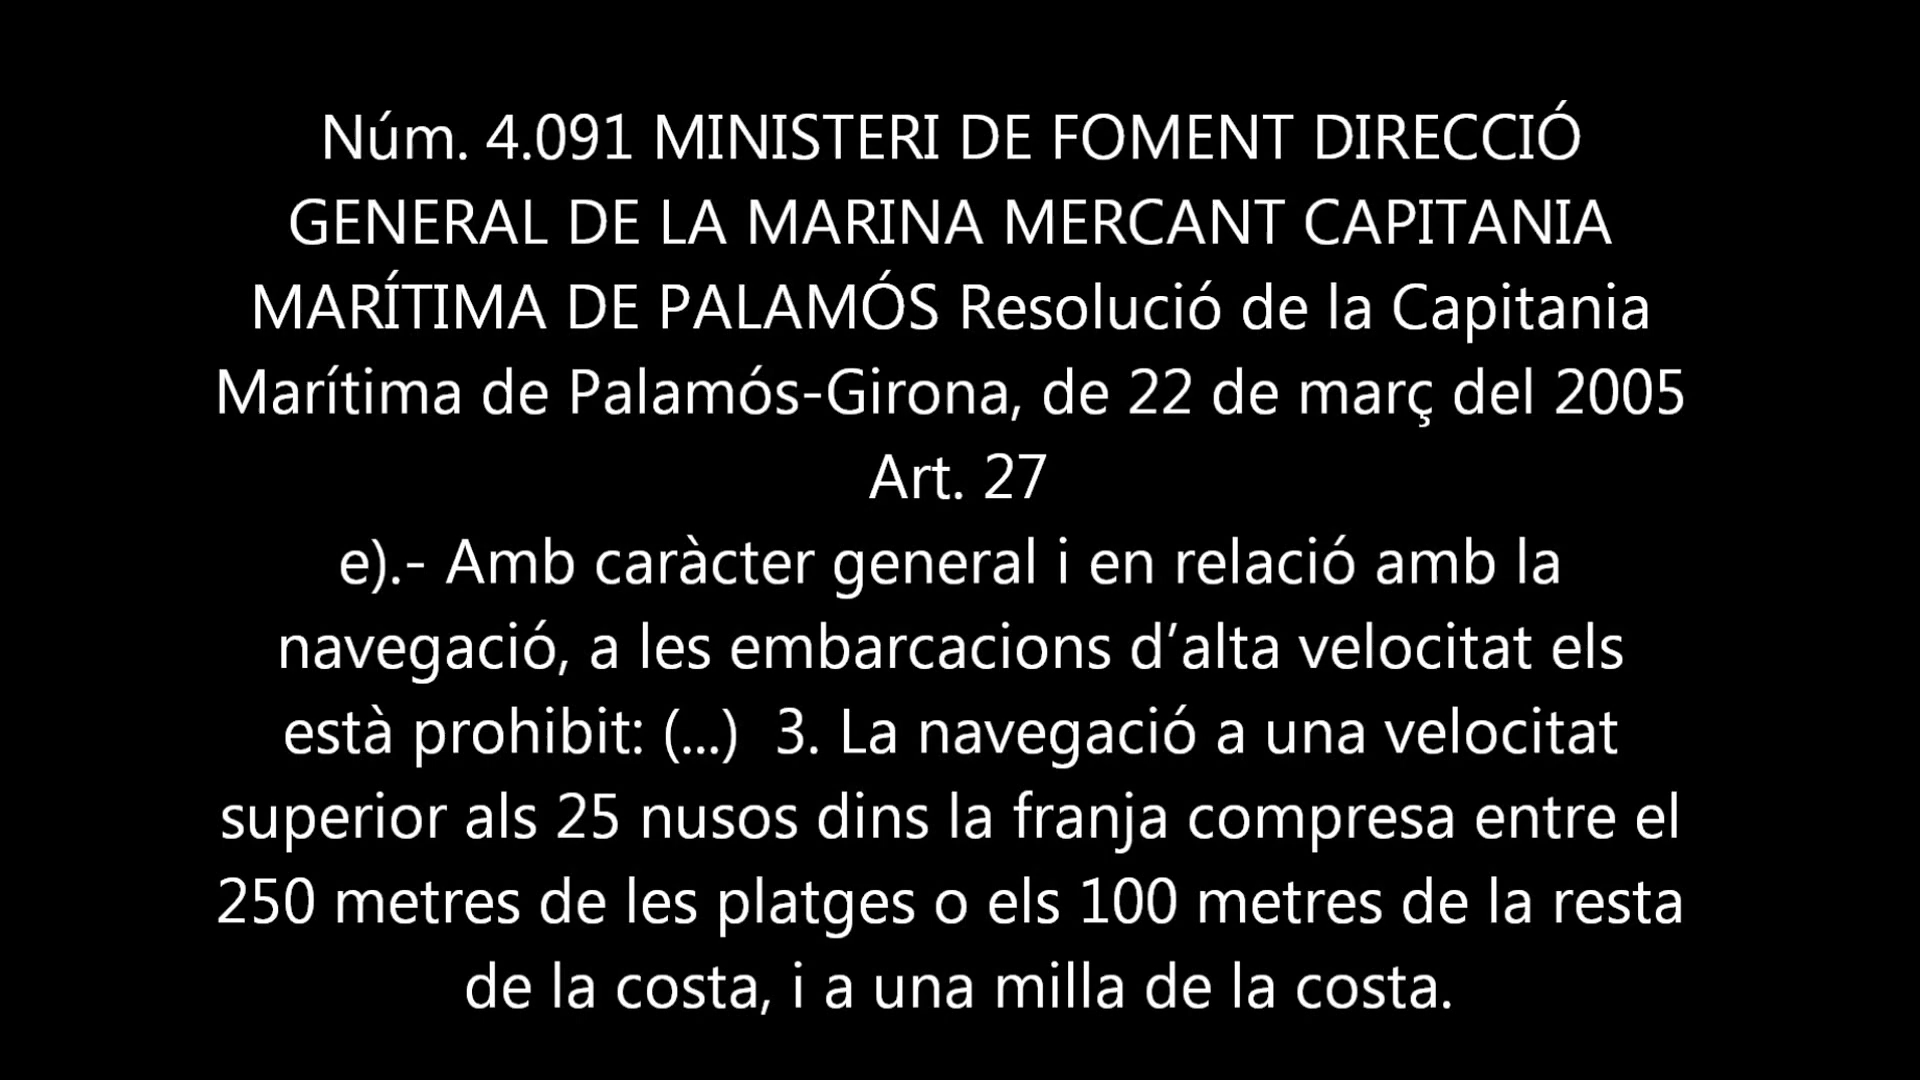 Núm. 4.091 MINISTERI DE FOMENT DIRECCIÓ
GENERAL DE LA MARINA MERCANT CAPITANIA
MARÍTIMA DE PALAMÓS Resolució de la Capitania
Marítima de Palamós-Girona, de 22 de març del 2005
Art. 27
e).- Amb caràcter general i en relació amb la
navegació, a les embarcacions d’alta velocitat els
està prohibit: (...)  3. La navegació a una velocitat
superior als 25 nusos dins la franja compresa entre el
250 metres de les platges o els 100 metres de la resta
de la costa, i a una milla de la costa.